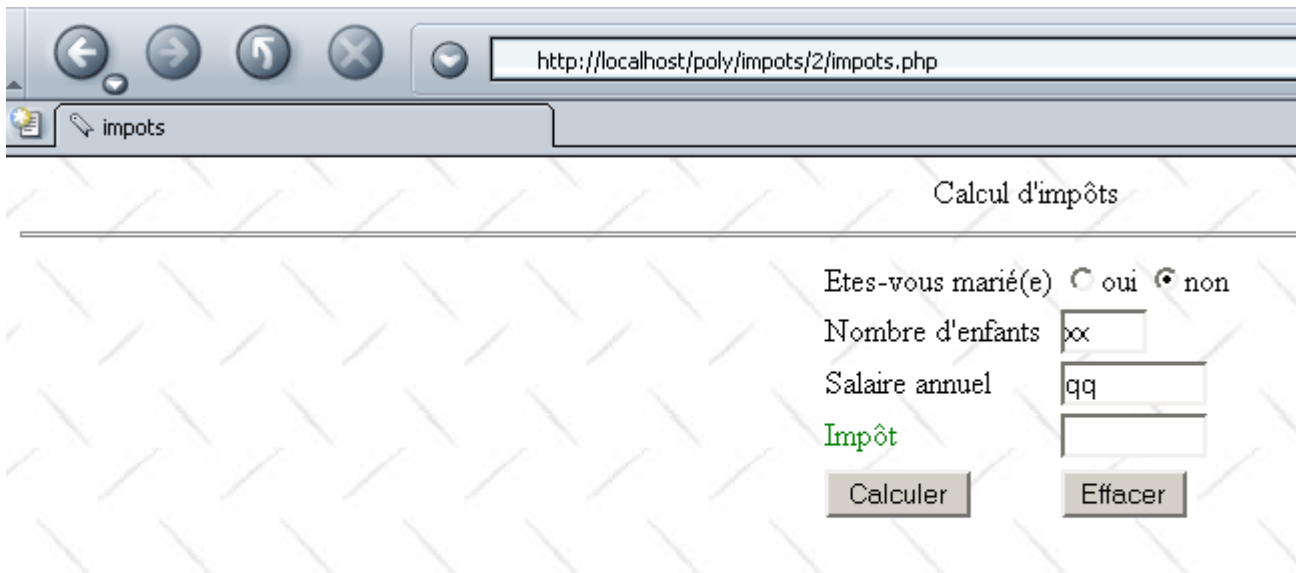 http://localhost/poly/impots/2/impots.php
impots
Calcul d'impôts
Etes-vous marié(e) oui non
Nombre d'enfants xx
Salaire annuel qq
Impôt
Calculer Effacer